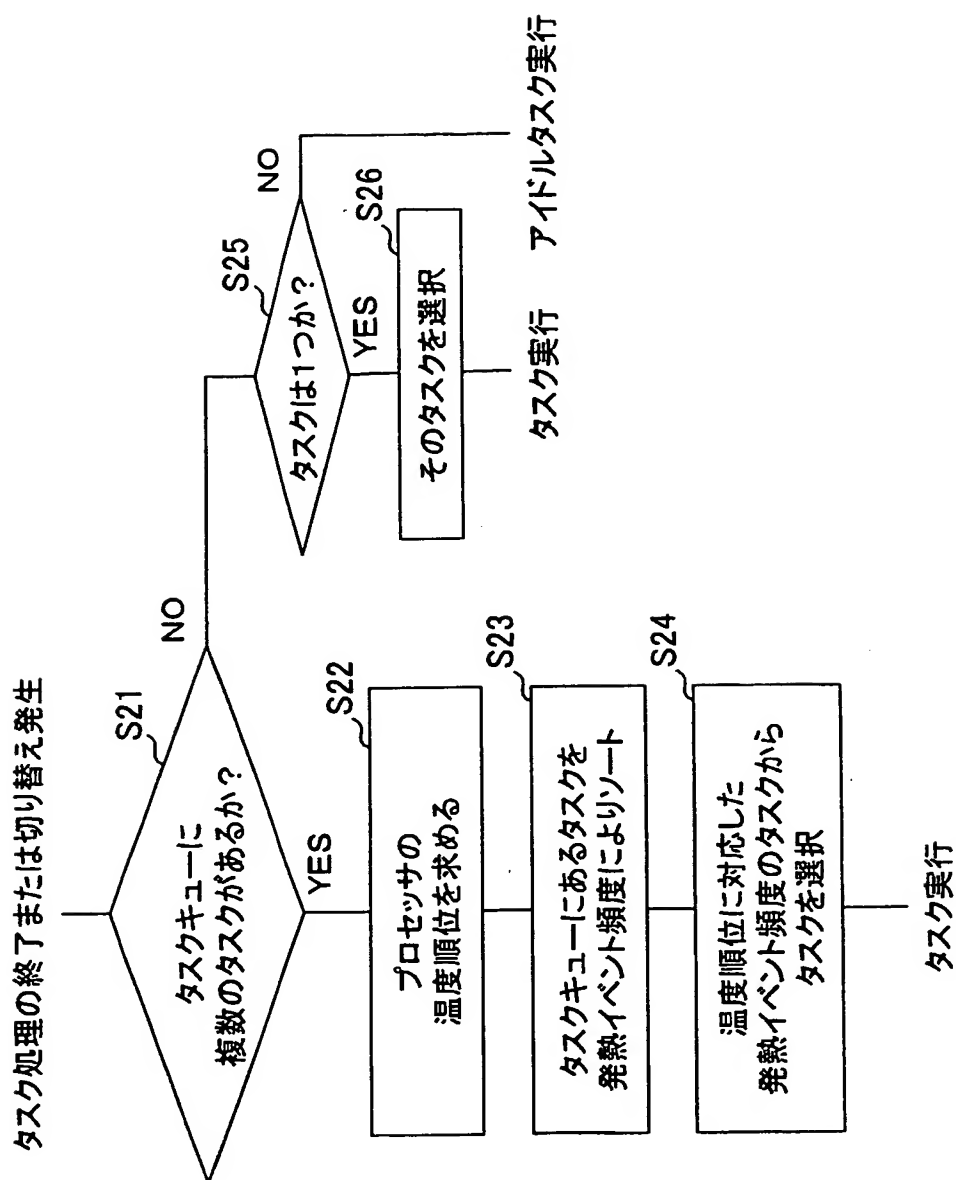 タスク処理の終了または切り替え発生
S21
タスクキューに
複数のタスクがあるか?
NO
YES
S22
プロセッサの
温度順位を求める
S23
タスクキューにあるタスクを
発熱イベント頻度によりソート
S24
温度順位に対応した
発熱イベント頻度のタスクから
タスクを選択
タスク実行
S25
タスクは1つか?
NO
YES
S26
そのタスクを選択
タスク実行
アイドルタスク実行